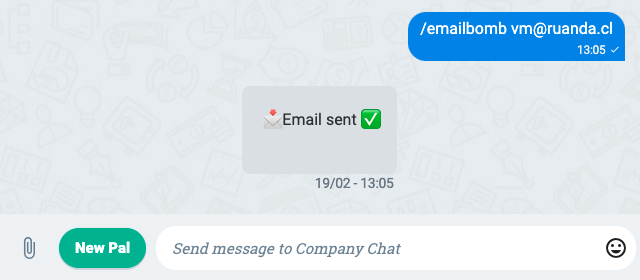 /emailbomb vm@ruanda.cl
13:05 ✓
📩Email sent ✅
19/02 - 13:05
New Pal
Send message to Company Chat